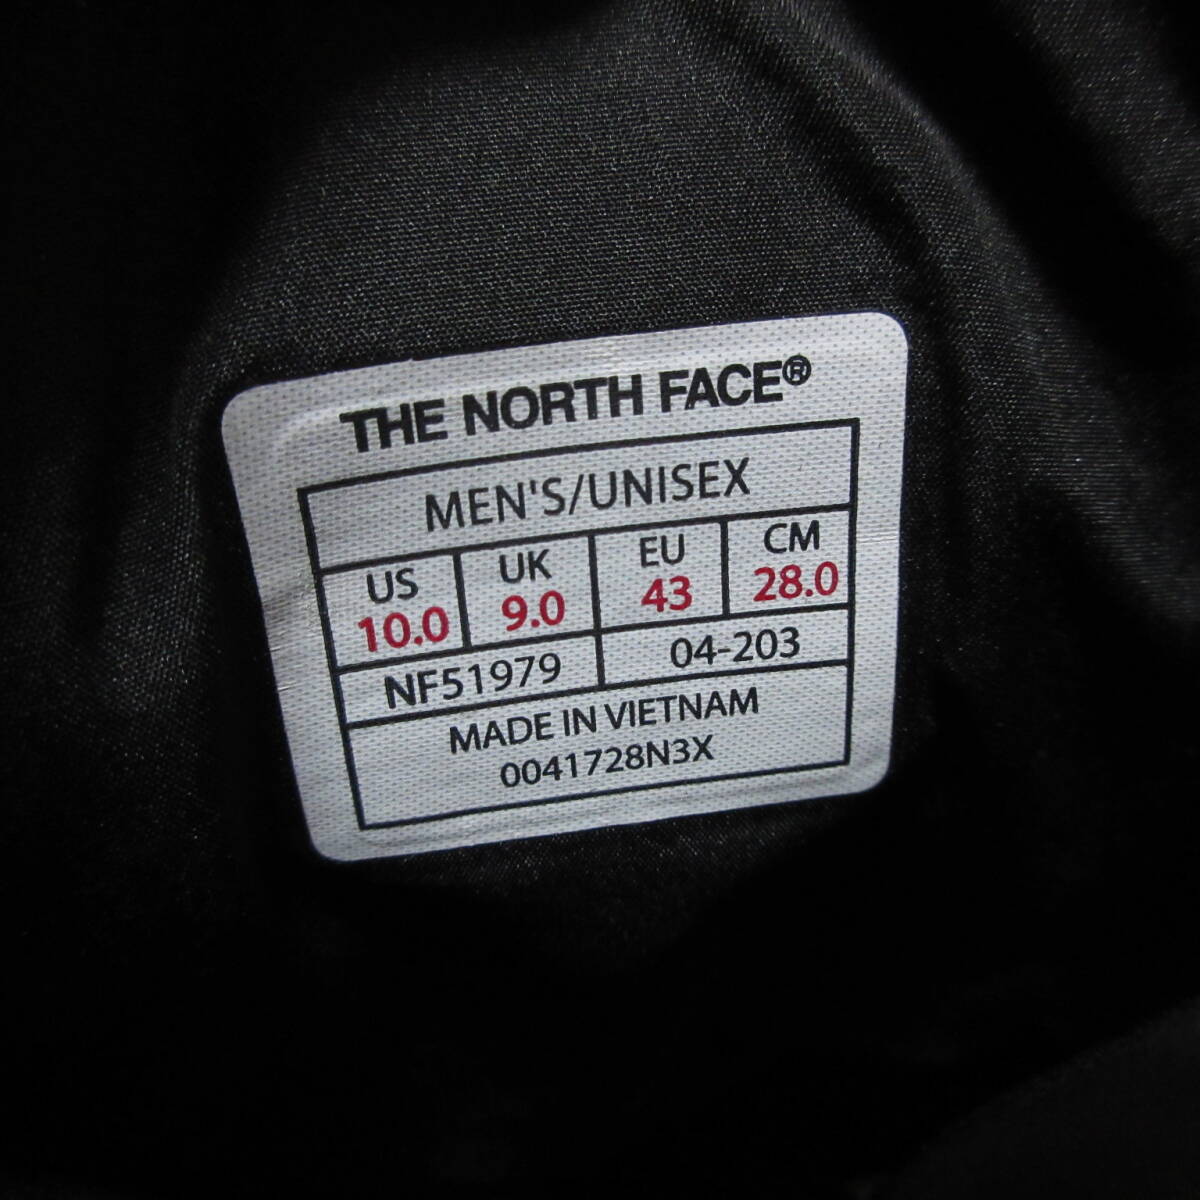 THE NORTH FACE®
MEN'S/UNISEX
US UK EU CM
10.0 9.0 43 28.0
NF51979 04-203
MADE IN VIETNAM
0041728N3X